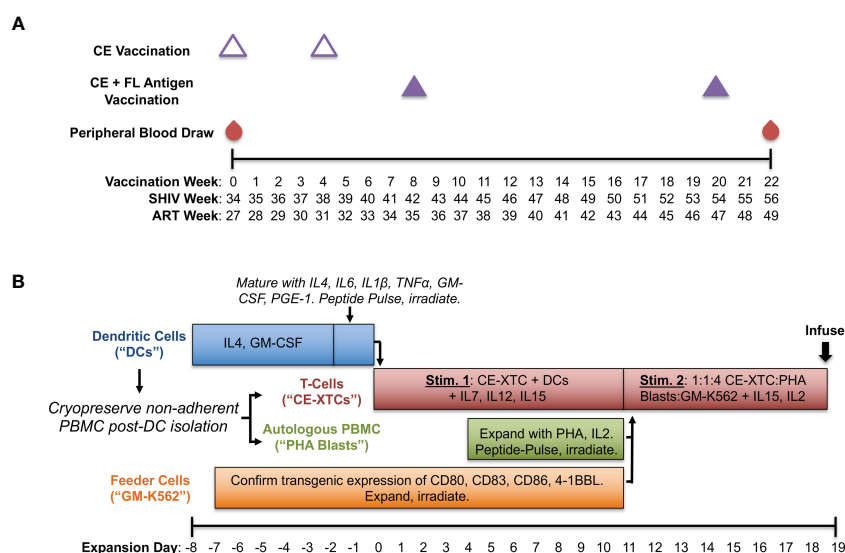 A
CE Vaccination
CE + FL Antigen
Vaccination
Peripheral Blood Draw
Vaccination Week: 0 1 2 3 4 5 6 7 8 9 10 11 12 13 14 15 16 17 18 19 20 21 22
SHIV Week: 34 35 36 37 38 39 40 41 42 43 44 45 46 47 48 49 50 51 52 53 54 55 56
ART Week: 27 28 29 30 31 32 33 34 35 36 37 38 39 40 41 42 43 44 45 46 47 48 49
B
Mature with IL4, IL6, IL1β, TNFα, GM-
CSF, PGE-1. Peptide Pulse, irradiate.
Dendritic Cells
("DCs")
IL4, GM-CSF
Infuse
T-Cells
("CE-XTCs")
Stim. 1: CE-XTC + DCs
+ IL7, IL12, IL15
Stim. 2: 1:1:4 CE-XTC:PHA
Blasts:GM-K562 + IL15, IL2
Cryopreserve non-adherent
PBMC post-DC isolation
Autologous PBMC
("PHA Blasts")
Expand with PHA, IL2.
Peptide-Pulse, irradiate.
Feeder Cells
("GM-K562")
Confirm transgenic expression of CD80, CD83, CD86, 4-1BBL.
Expand, irradiate.
Expansion Day: -8 -7 -6 -5 -4 -3 -2 -1 0 1 2 3 4 5 6 7 8 9 10 11 12 13 14 15 16 17 18 19